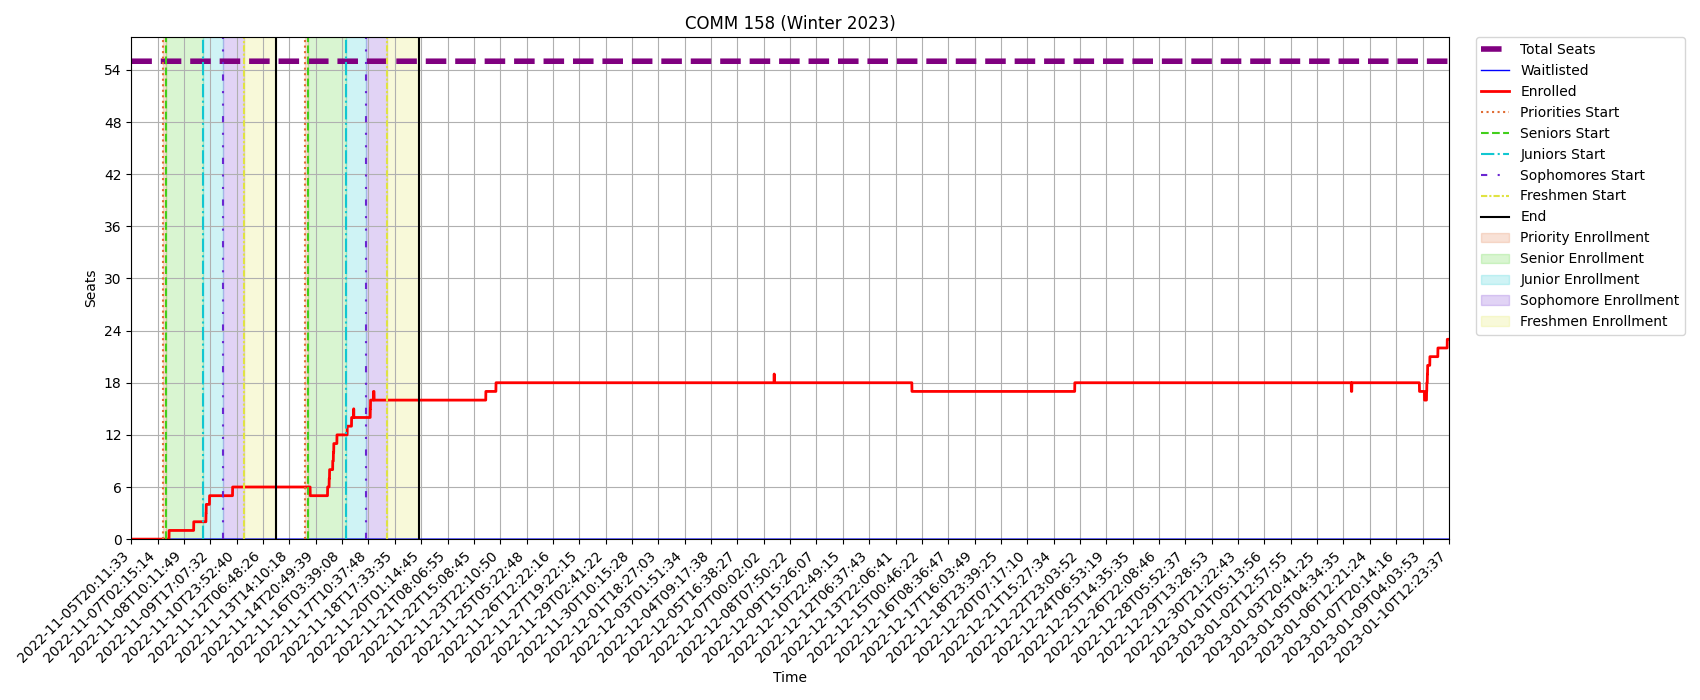 COMM 158 (Winter 2023)
Seats
54
48
42
36
30
24
18
12
6
0
2022-11-05T20:11:33
2022-11-07T02:15:14
2022-11-08T10:11:49
2022-11-09T17:07:32
2022-11-10T23:52:40
2022-11-12T06:48:26
2022-11-13T14:10:18
2022-11-14T20:49:39
2022-11-16T03:39:08
2022-11-17T10:37:48
2022-11-18T17:33:35
2022-11-20T01:14:45
2022-11-21T08:06:55
2022-11-22T15:08:45
2022-11-23T22:10:50
2022-11-25T05:22:48
2022-11-26T12:22:16
2022-11-27T19:22:15
2022-11-29T02:41:22
2022-11-30T10:15:28
2022-12-01T18:27:03
2022-12-03T01:51:34
2022-12-04T09:17:38
2022-12-05T16:38:27
2022-12-07T00:02:02
2022-12-08T07:50:22
2022-12-09T15:26:07
2022-12-10T22:49:15
2022-12-12T06:37:43
2022-12-13T22:06:41
2022-12-15T00:46:22
2022-12-16T08:36:47
2022-12-17T16:03:49
2022-12-18T23:39:25
2022-12-20T07:17:10
2022-12-21T15:27:34
2022-12-22T23:03:52
2022-12-24T06:53:19
2022-12-25T14:35:35
2022-12-26T22:08:46
2022-12-28T05:52:37
2022-12-29T13:28:53
2022-12-30T21:22:43
2023-01-01T05:13:56
2023-01-02T12:57:55
2023-01-03T20:41:25
2023-01-05T04:34:35
2023-01-06T12:21:24
2023-01-07T20:14:16
2023-01-09T04:03:53
2023-01-10T12:23:37
Time
Total Seats
Waitlisted
Enrolled
Priorities Start
Seniors Start
Juniors Start
Sophomores Start
Freshmen Start
End
Priority Enrollment
Senior Enrollment
Junior Enrollment
Sophomore Enrollment
Freshmen Enrollment